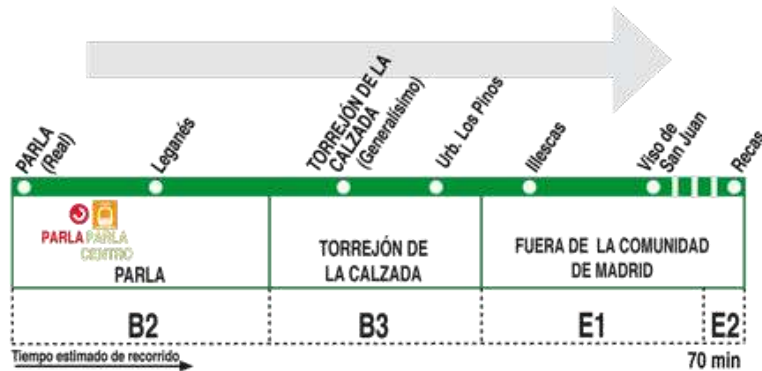 PARLA
(Real)
Leganés
TORREJÓN DE LA
CALZADA
(Generalísimo)
Urb. Los Pinos
Illescas
Viso de
San Juan
Recas
PARLA PARLA
CENTRO
PARLA
TORREJÓN DE
LA CALZADA
FUERA DE LA COMUNIDAD
DE MADRID
B2
B3
E1
E2
Tiempo estimado de recorrido
70 min